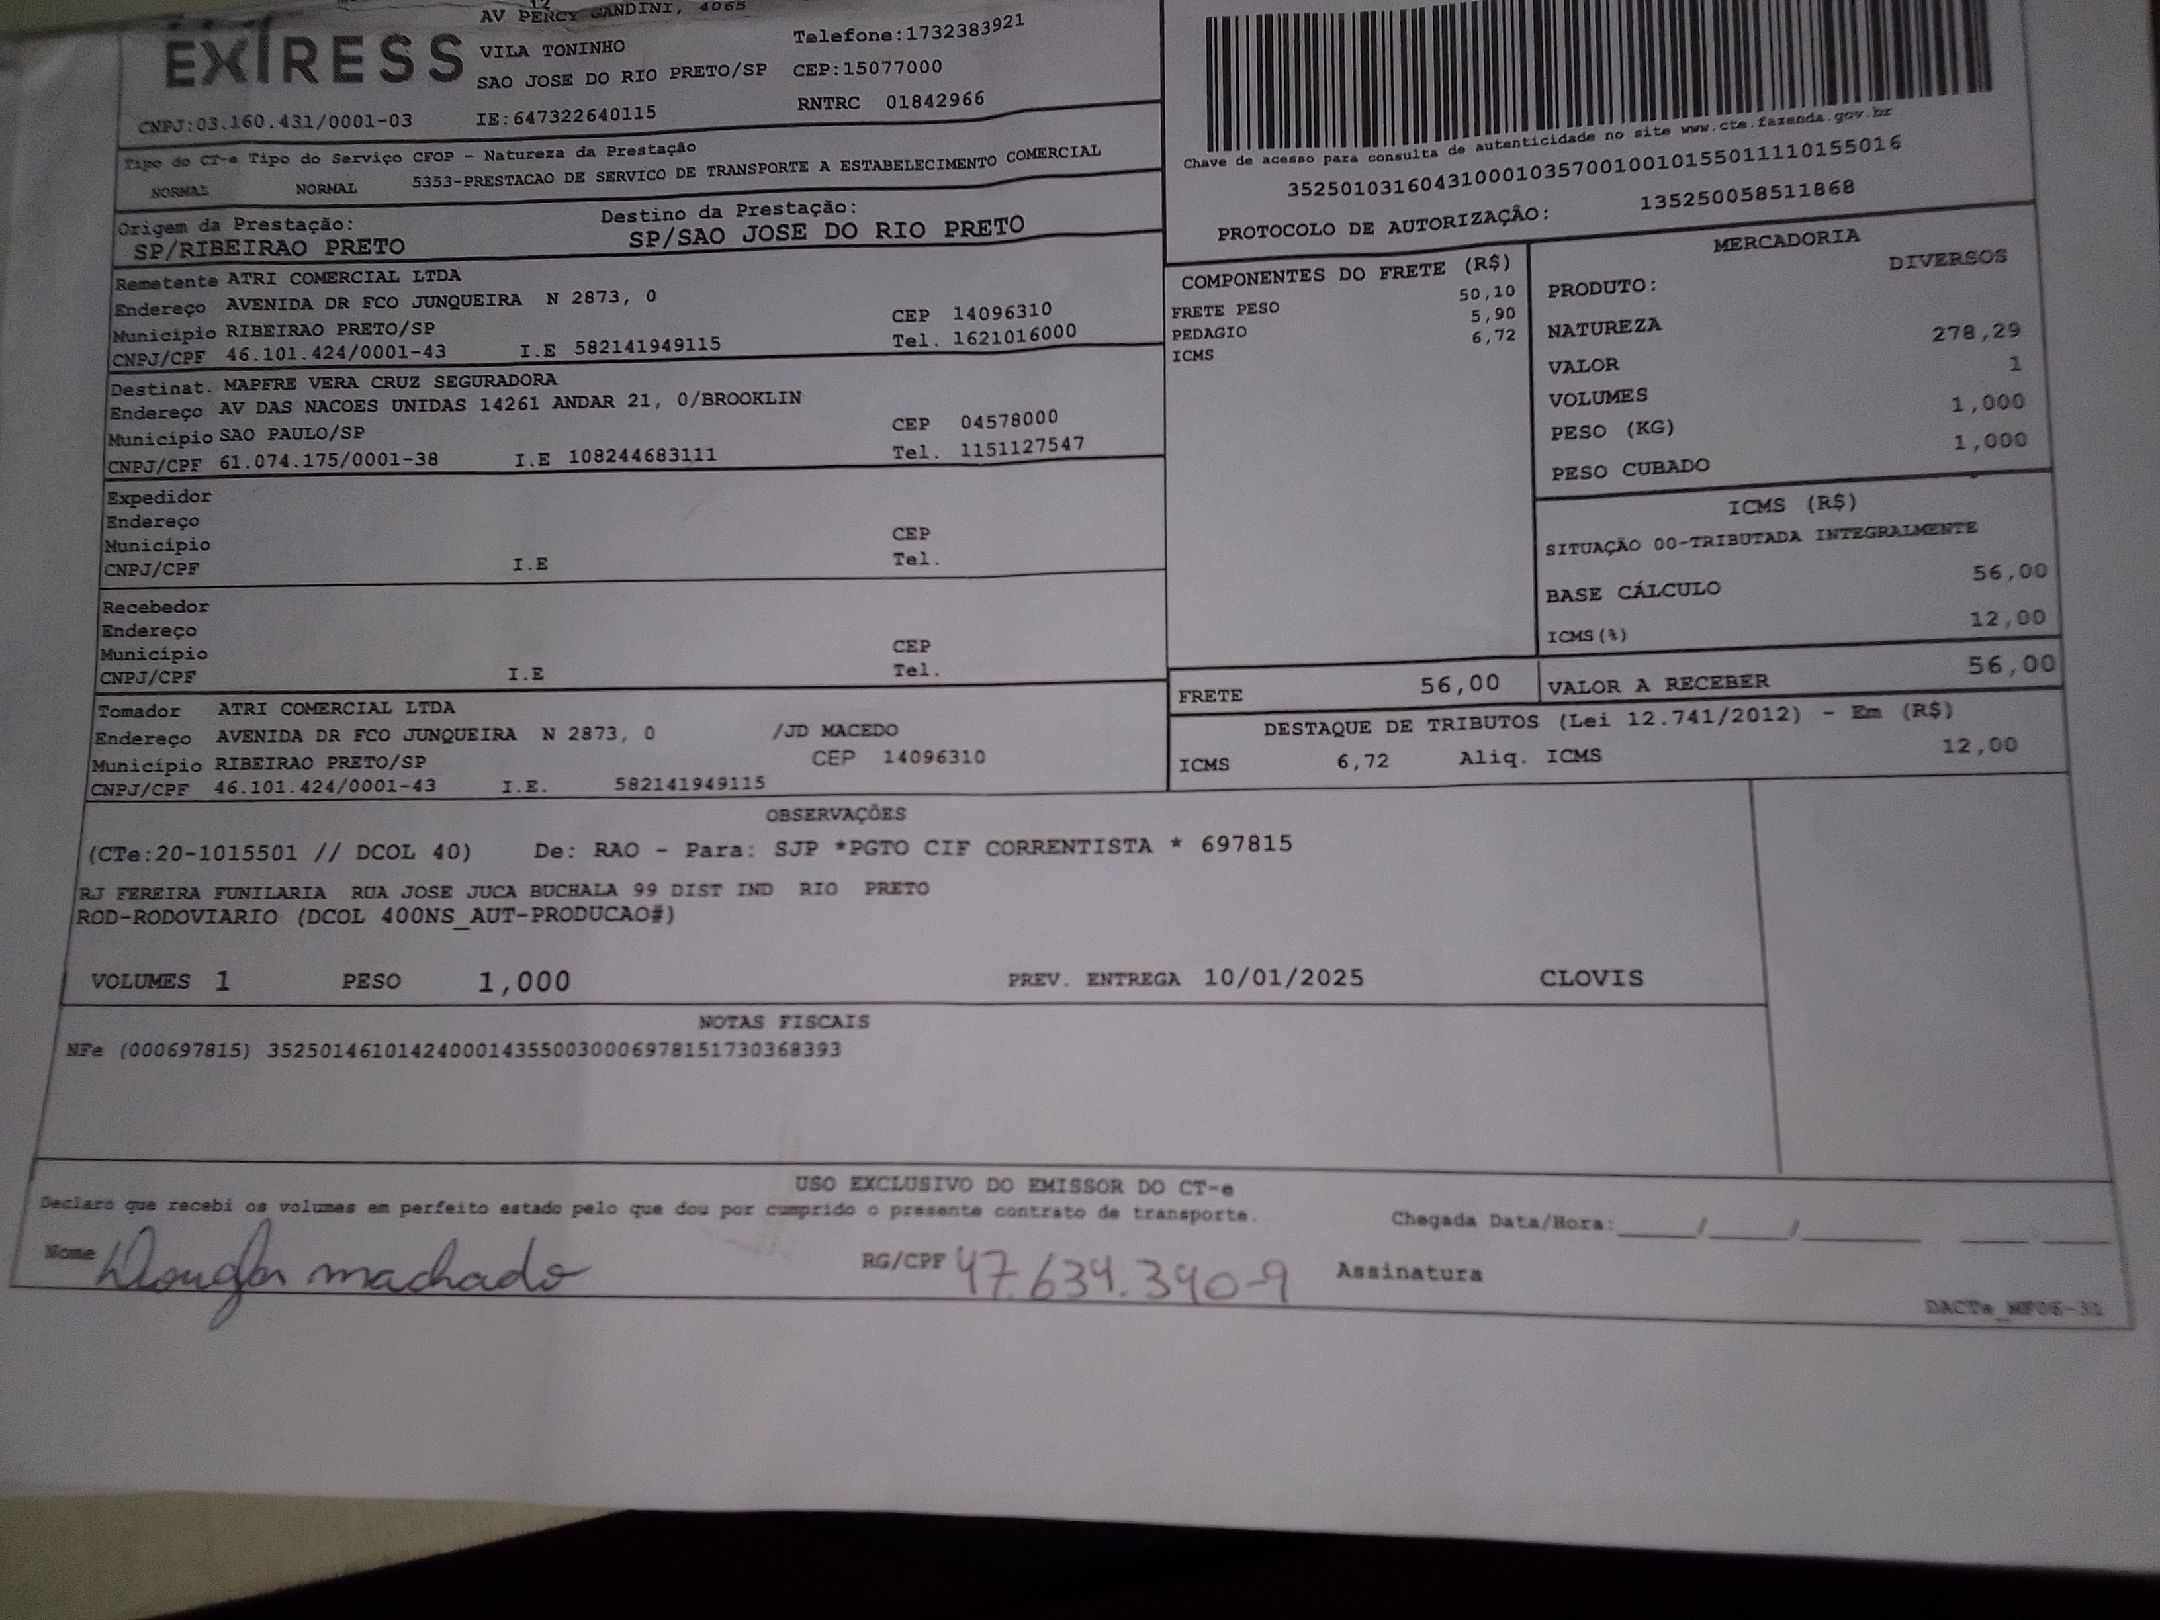 AV PERCY GANDINI, 4065
EXPRESS
VILA TONINHO
Telefone:1732383921
SAO JOSE DO RIO PRETO/SP CEP:15077000
CNPJ:03.160.431/0001-03 IE:647322640115 RNTRC 01842966
Tipo do CT-e Tipo do Serviço CFOP - Natureza da Prestação
NORMAL NORMAL 5353-PRESTACAO DE SERVICO DE TRANSPORTE A ESTABELECIMENTO COMERCIAL
Chave de acesso para consulta de autenticidade no site www.cte.fazenda.gov.br
35250103160431000103570010010155011110155016
PROTOCOLO DE AUTORIZAÇÃO: 135250058511868
Origem da Prestação: Destino da Prestação:
SP/RIBEIRAO PRETO SP/SAO JOSE DO RIO PRETO
Remetente ATRI COMERCIAL LTDA
Endereço AVENIDA DR FCO JUNQUEIRA N 2873, 0
Município RIBEIRAO PRETO/SP CEP 14096310
CNPJ/CPF 46.101.424/0001-43 I.E 582141949115 Tel. 1621016000
Destinat. MAPFRE VERA CRUZ SEGURADORA
Endereço AV DAS NACOES UNIDAS 14261 ANDAR 21, 0/BROOKLIN
Município SAO PAULO/SP CEP 04578000
CNPJ/CPF 61.074.175/0001-38 I.E 108244683111 Tel. 1151127547
Expedidor
Endereço
Município CEP
CNPJ/CPF I.E Tel.
Recebedor
Endereço
Município CEP
CNPJ/CPF I.E Tel.
Tomador ATRI COMERCIAL LTDA
Endereço AVENIDA DR FCO JUNQUEIRA N 2873, 0 /JD MACEDO
Município RIBEIRAO PRETO/SP CEP 14096310
CNPJ/CPF 46.101.424/0001-43 I.E. 582141949115
COMPONENTES DO FRETE (R$)
FRETE PESO 50,10
PEDAGIO 5,90
ICMS 6,72
MERCADORIA
PRODUTO: DIVERSOS
NATUREZA
VALOR 278,29
VOLUMES 1
PESO (KG) 1,000
PESO CUBADO 1,000
ICMS (R$)
SITUAÇÃO 00-TRIBUTADA INTEGRALMENTE
BASE CÁLCULO 56,00
ICMS(%) 12,00
FRETE 56,00 VALOR A RECEBER 56,00
DESTAQUE DE TRIBUTOS (Lei 12.741/2012) - Em (R$)
ICMS 6,72 Aliq. ICMS 12,00
OBSERVAÇÕES
(CTe:20-1015501 // DCOL 40) De: RAO - Para: SJP *PGTO CIF CORRENTISTA * 697815
RJ FEREIRA FUNILARIA RUA JOSE JUCA BUCHALA 99 DIST IND RIO PRETO
ROD-RODOVIARIO (DCOL 400NS_AUT-PRODUCAO#)
VOLUMES 1 PESO 1,000 PREV. ENTREGA 10/01/2025 CLOVIS
NOTAS FISCAIS
NFe (000697815) 35250146101424000143550030006978151730368393
USO EXCLUSIVO DO EMISSOR DO CT-e
Declaro que recebi os volumes em perfeito estado pelo que dou por cumprido o presente contrato de transporte.
Chegada Data/Hora:_____/_____/_______ ____ ____
Nome Douglas machado RG/CPF 47.634.390-9 Assinatura
DACTe_MF06-31